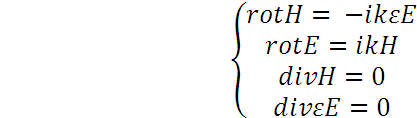 rotH = −ikεE
rotE = ikH
divH = 0
divεE = 0